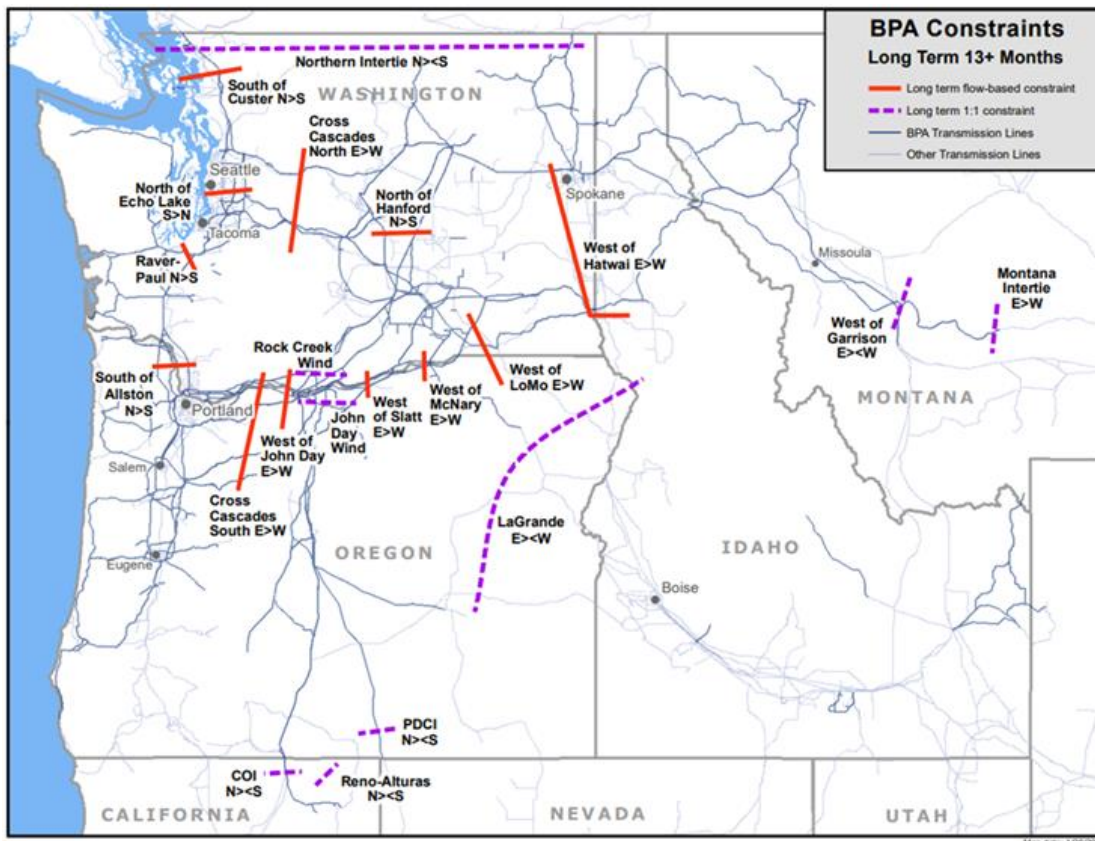 BPA Constraints
Long Term 13+ Months
Long term flow-based constraint
Long term 1:1 constraint
BPA Transmission Lines
Other Transmission Lines
Northern Intertie N><S
South of
Custer N>S
WASHINGTON
Cross
Cascades
North E>W
Seattle
North of
Echo Lake
S>N
Tacoma
North of
Hanford
N>S
Spokane
Raver-
Paul N>S
West of
Hatwai E>W
Missoula
Montana
Intertie
E>W
West of
Garrison
E><W
MONTANA
Rock Creek
Wind
South of
Allston
N>S
Portland
West of
LoMo E>W
West of
McNary
E>W
West
of Slatt
E>W
John
Day
Wind
West of
John Day
E>W
Salem
Cross
Cascades
South E>W
LaGrande
E><W
OREGON
IDAHO
Eugene
Boise
PDCI
N><S
COI
N><S
Reno-Alturas
N><S
CALIFORNIA
NEVADA
UTAH